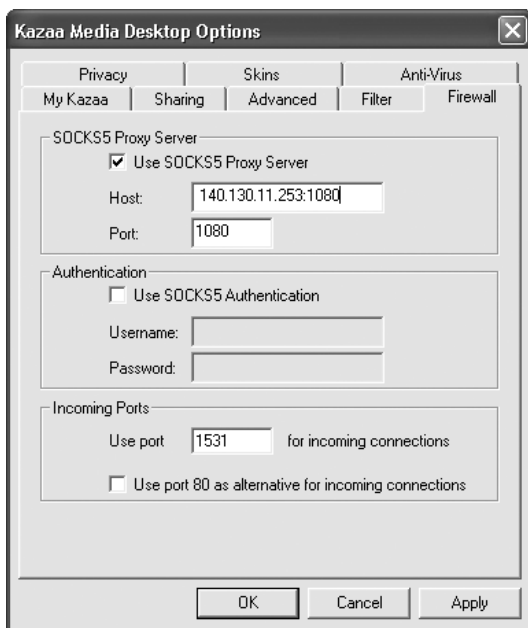 Kazaa Media Desktop Options
Privacy Skins Anti-Virus
My Kazaa Sharing Advanced Filter Firewall
SOCKS5 Proxy Server
Use SOCKS5 Proxy Server
Host: 140.130.11.253:1080
Port: 1080
Authentication
Use SOCKS5 Authentication
Username:
Password:
Incoming Ports
Use port 1531 for incoming connections
Use port 80 as alternative for incoming connections
OK Cancel Apply